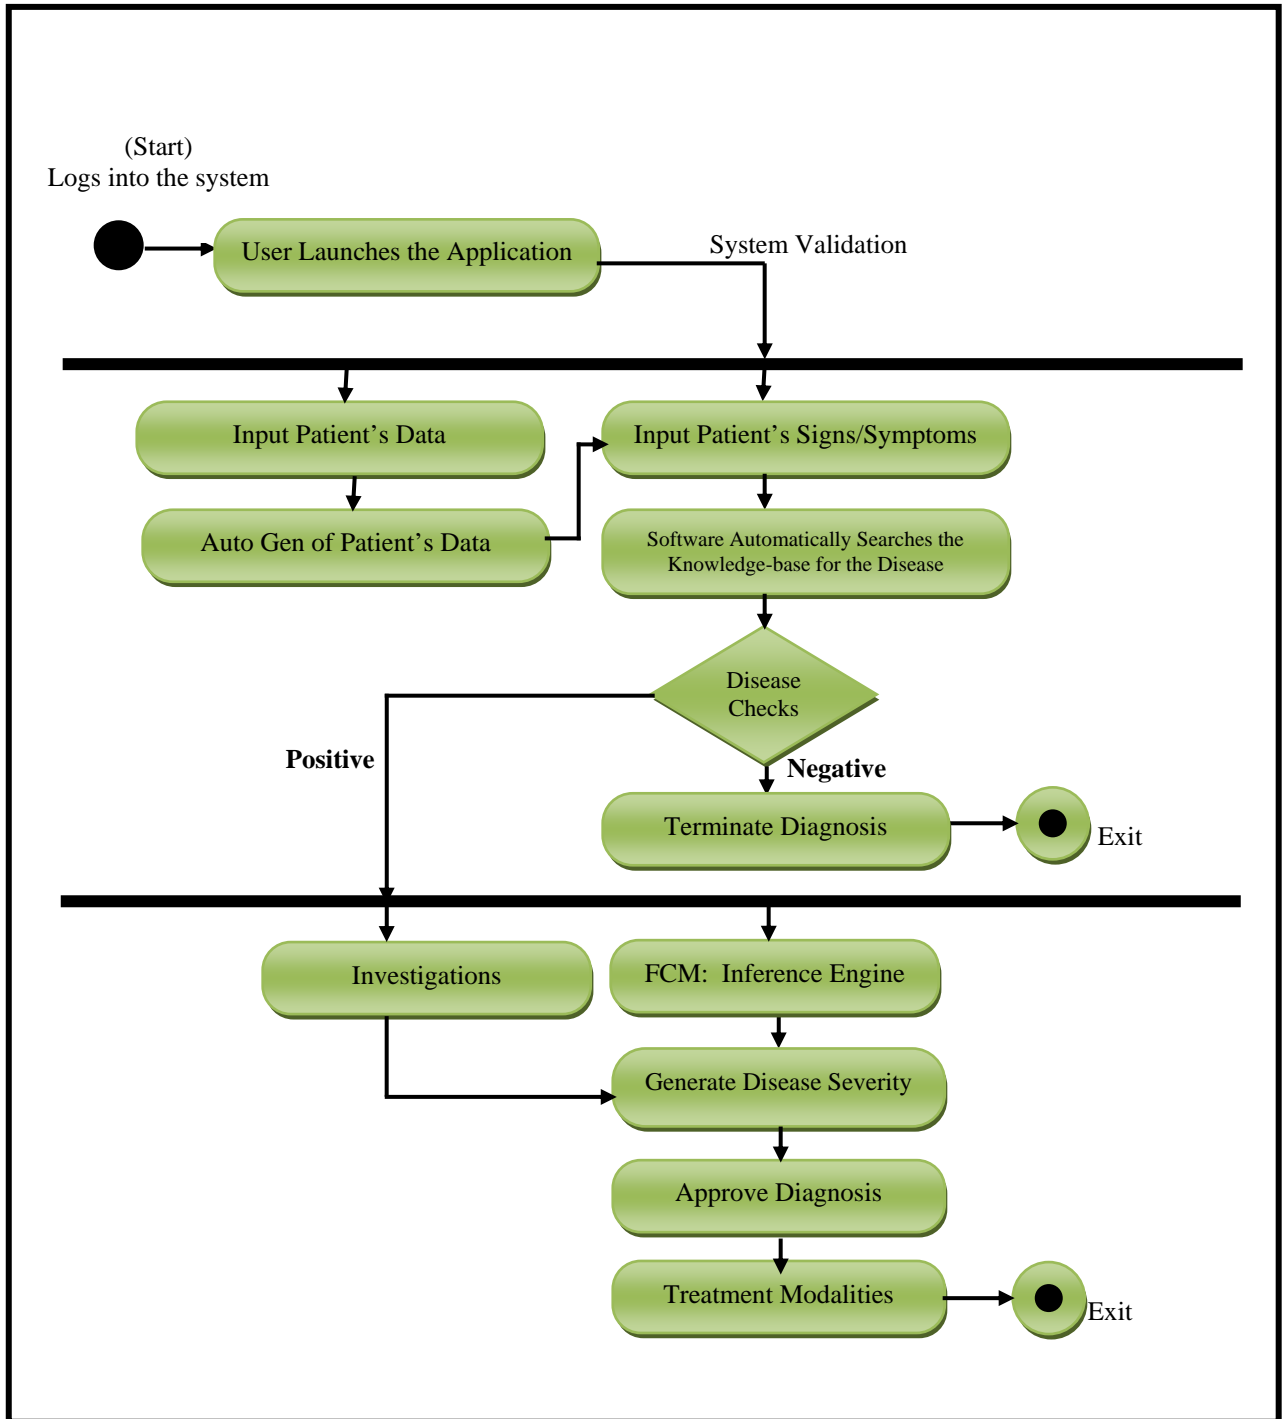 (Start)
Logs into the system
User Launches the Application
System Validation
Input Patient's Data
Input Patient's Signs/Symptoms
Auto Gen of Patient's Data
Software Automatically Searches the
Knowledge-base for the Disease
Disease
Checks
Positive
Negative
Terminate Diagnosis
Exit
Investigations
FCM:  Inference Engine
Generate Disease Severity
Approve Diagnosis
Treatment Modalities
Exit